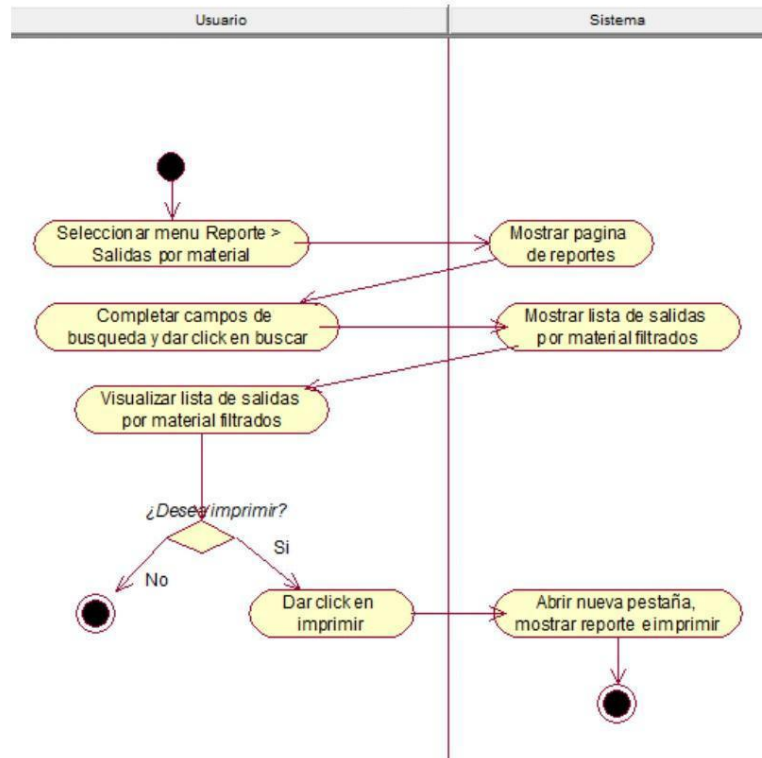 Usuario
Sistema
Seleccionar menu Reporte >
Salidas por material
Mostrar pagina
de reportes
Completar campos de
busqueda y dar click en buscar
Mostrar lista de salidas
por material filtrados
Visualizar lista de salidas
por material filtrados
¿Desea imprimir?
No
Si
Dar click en
imprimir
Abrir nueva pestaña,
mostrar reporte e imprimir